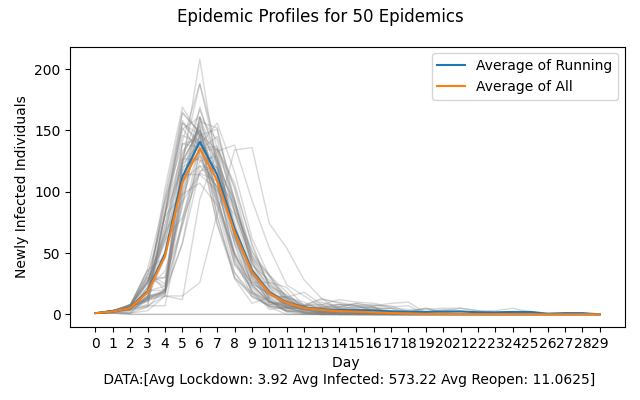 Epidemic Profiles for 50 Epidemics
Average of Running
Average of All
Newly Infected Individuals
200
150
100
50
0
0 1 2 3 4 5 6 7 8 9 10 11 12 13 14 15 16 17 18 19 20 21 22 23 24 25 26 27 28 29
Day
DATA:[Avg Lockdown: 3.92 Avg Infected: 573.22 Avg Reopen: 11.0625]